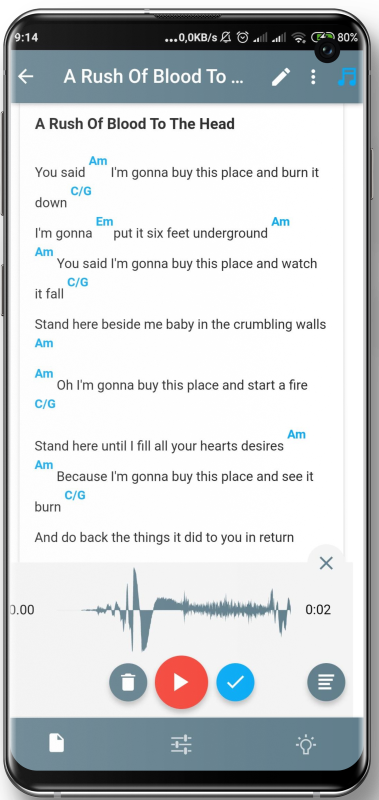 9:14 ...0,0KB/s 80%
A Rush Of Blood To ...
A Rush Of Blood To The Head
Am
You said I'm gonna buy this place and burn it
C/G
down
Em Am
I'm gonna put it six feet underground
Am
You said I'm gonna buy this place and watch
C/G
it fall
Stand here beside me baby in the crumbling walls
Am
Am
Oh I'm gonna buy this place and start a fire
C/G
Am
Stand here until I fill all your hearts desires
Am
Because I'm gonna buy this place and see it
C/G
burn
And do back the things it did to you in return
0.00 0:02